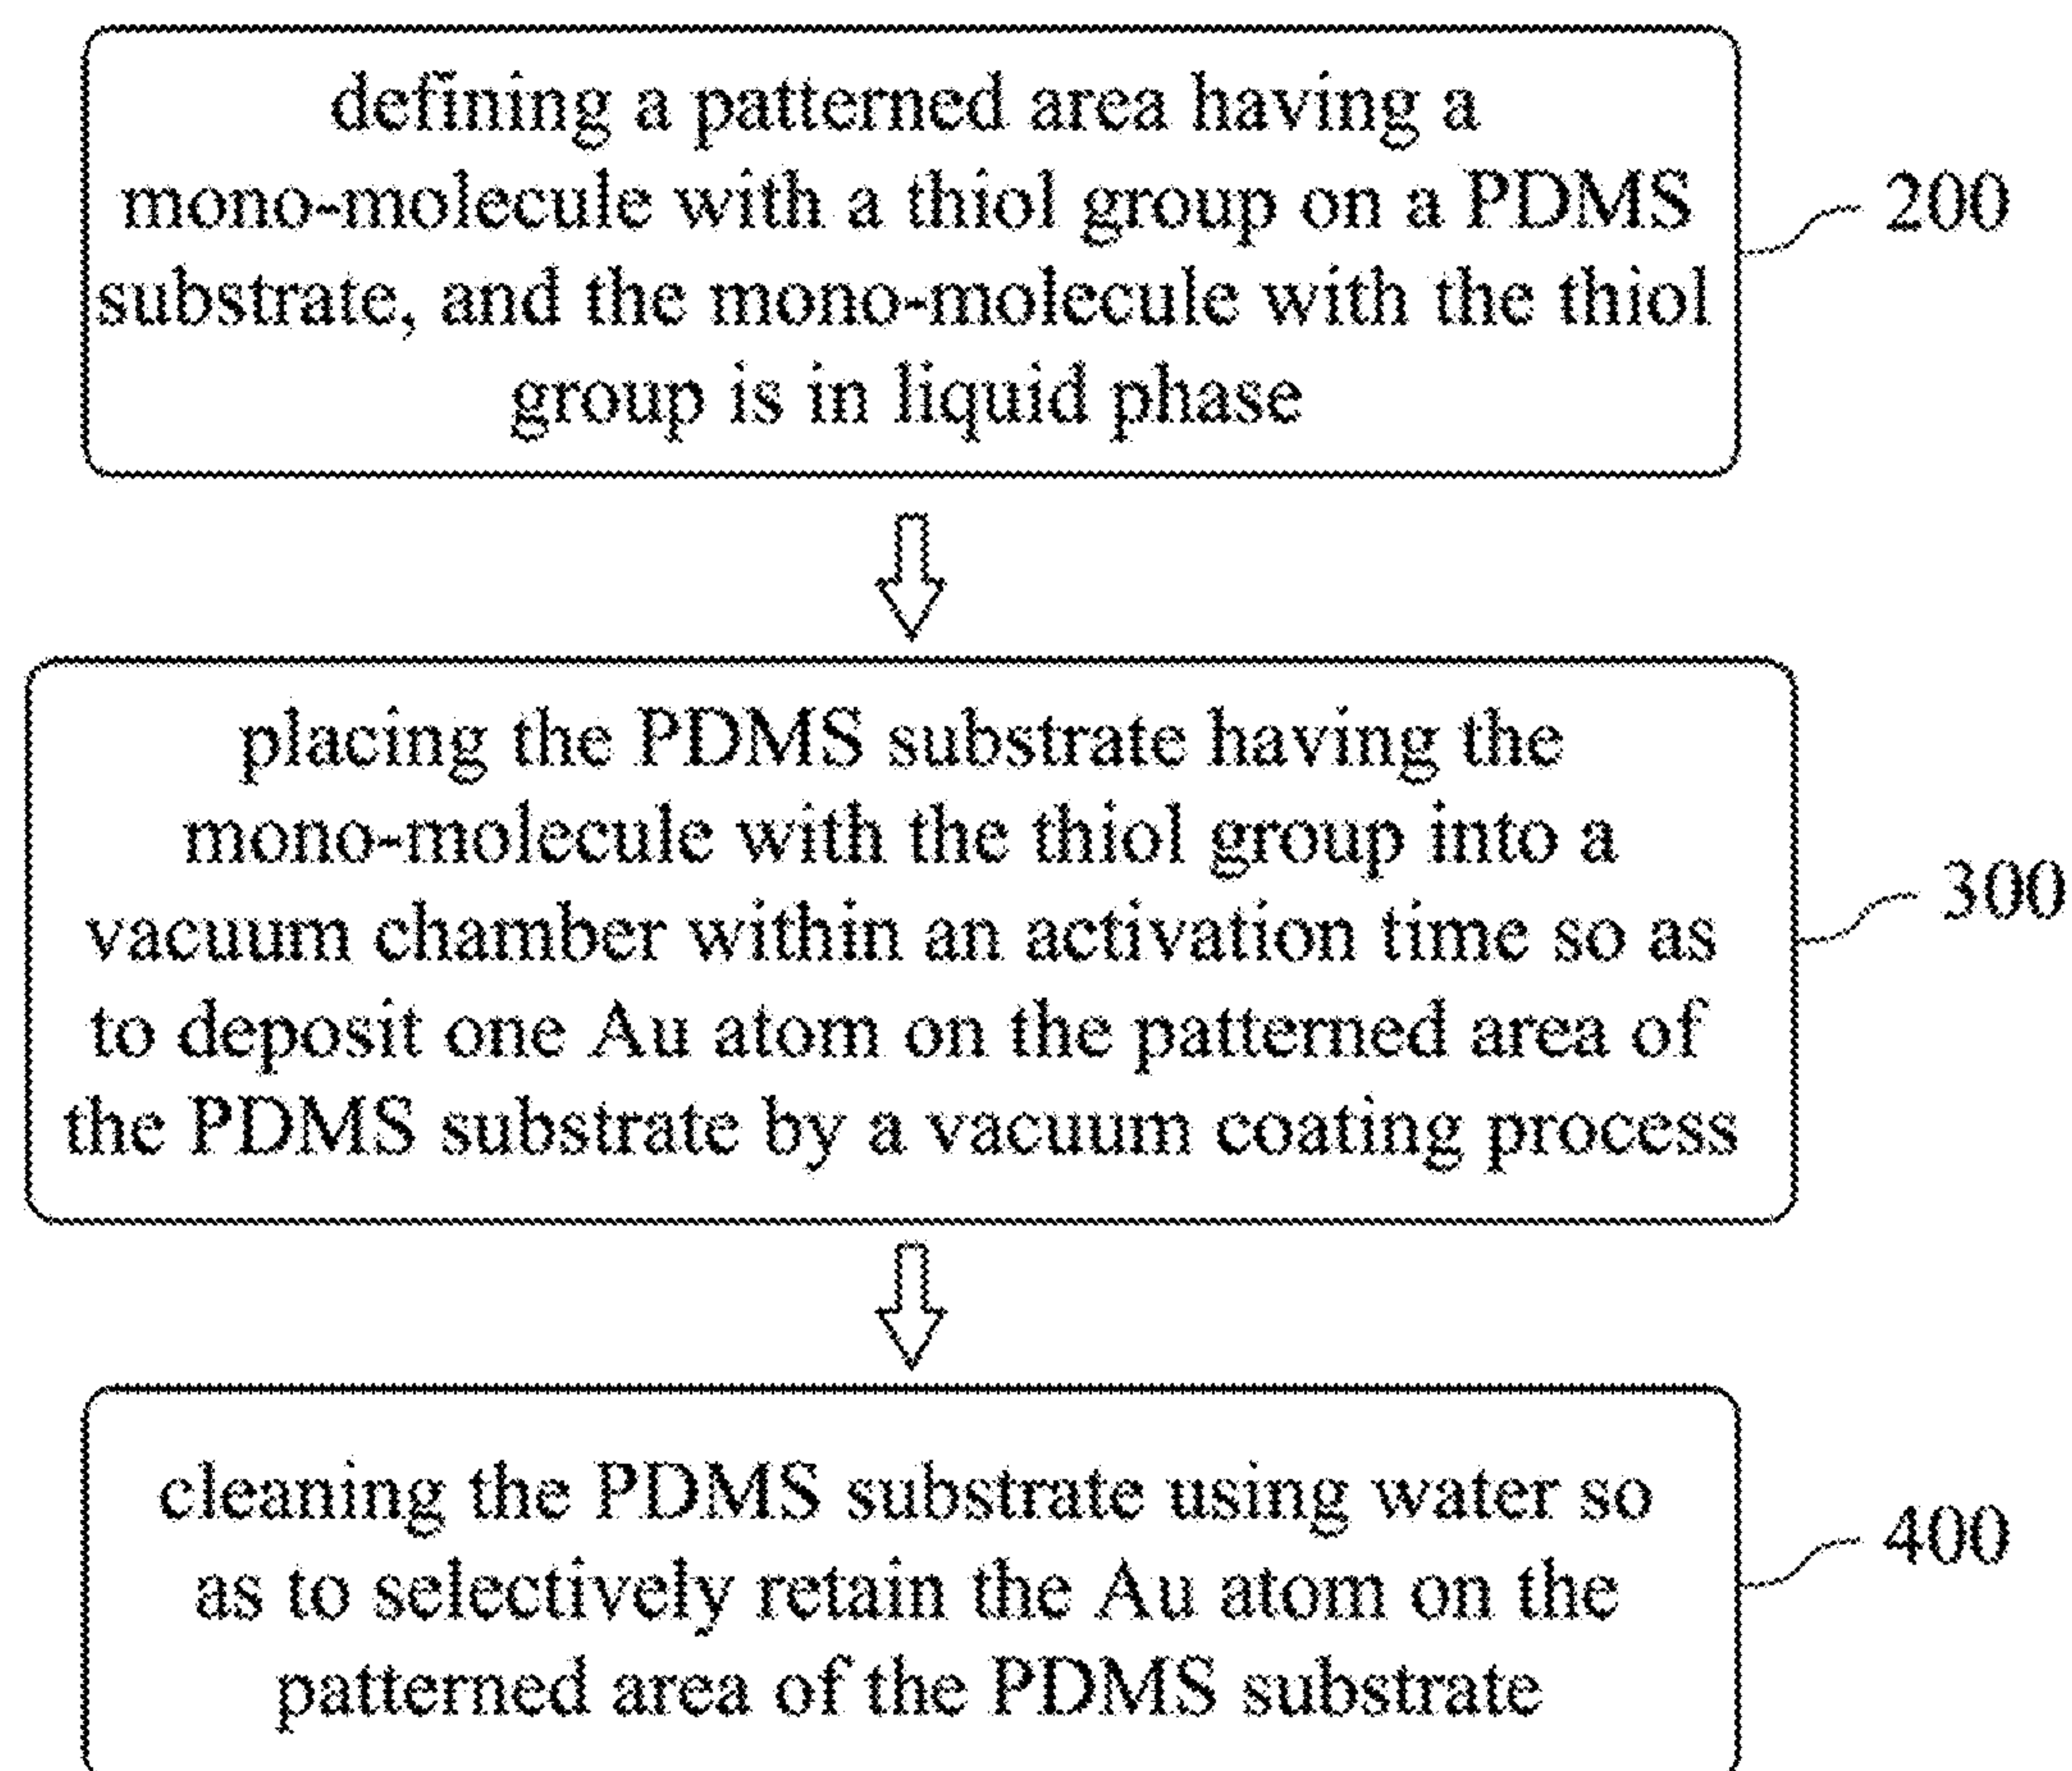 defining a patterned area having a
mono-molecule with a thiol group on a PDMS
substrate, and the mono-molecule with the thiol
group is in liquid phase
200
placing the PDMS substrate having the
mono-molecule with the thiol group into a
vacuum chamber within an activation time so as
to deposit one Au atom on the patterned area of
the PDMS substrate by a vacuum coating process
300
cleaning the PDMS substrate using water so
as to selectively retain the Au atom on the
patterned area of the PDMS substrate
400